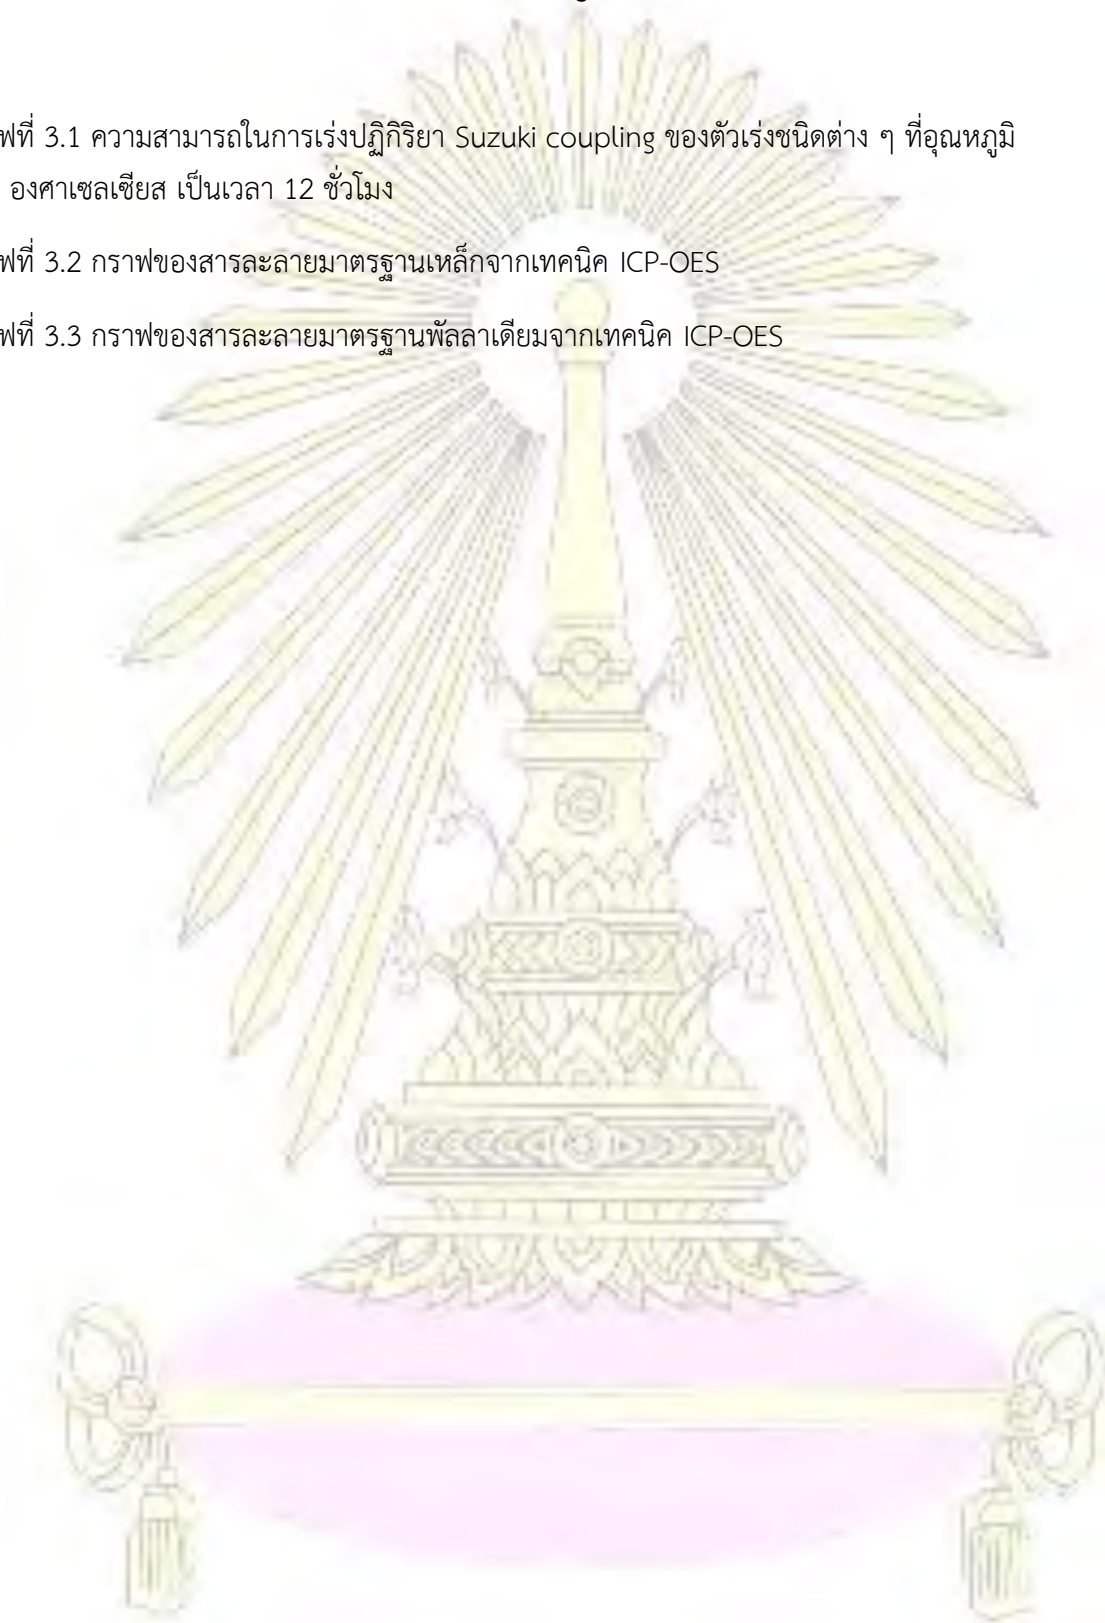 ฟที่ 3.1 ความสามารถในการเร่งปฏิกิริยา Suzuki coupling ของตัวเร่งชนิดต่าง ๆ ที่อุณหภูมิ
องศาเซลเซียส เป็นเวลา 12 ชั่วโมง
ฟที่ 3.2 กราฟของสารละลายมาตรฐานเหล็กจากเทคนิค ICP-OES
ฟที่ 3.3 กราฟของสารละลายมาตรฐานพัลลาเดียมจากเทคนิค ICP-OES